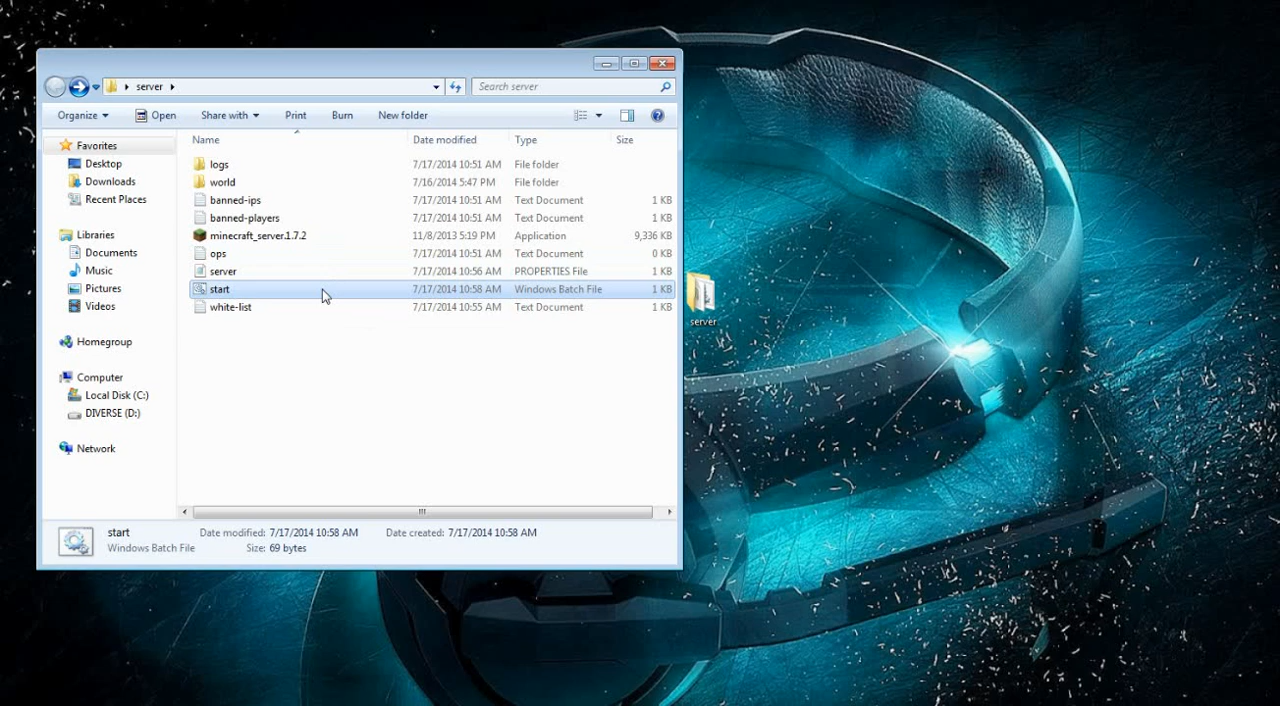 server
Search server
Organize Open Share with Print Burn New folder
Name Date modified Type Size
Favorites
Desktop
Downloads
Recent Places
Libraries
Documents
Music
Pictures
Videos
Homegroup
Computer
Local Disk (C:)
DIVERSE (D:)
Network
logs 7/17/2014 10:51 AM File folder
world 7/16/2014 5:47 PM File folder
banned-ips 7/17/2014 10:51 AM Text Document 1 KB
banned-players 7/17/2014 10:51 AM Text Document 1 KB
minecraft_server.1.7.2 11/8/2013 5:19 PM Application 9,336 KB
ops 7/17/2014 10:51 AM Text Document 0 KB
server 7/17/2014 10:56 AM PROPERTIES File 1 KB
start 7/17/2014 10:58 AM Windows Batch File 1 KB
white-list 7/17/2014 10:55 AM Text Document 1 KB
start Date modified: 7/17/2014 10:58 AM Date created: 7/17/2014 10:58 AM
Windows Batch File Size: 69 bytes
server